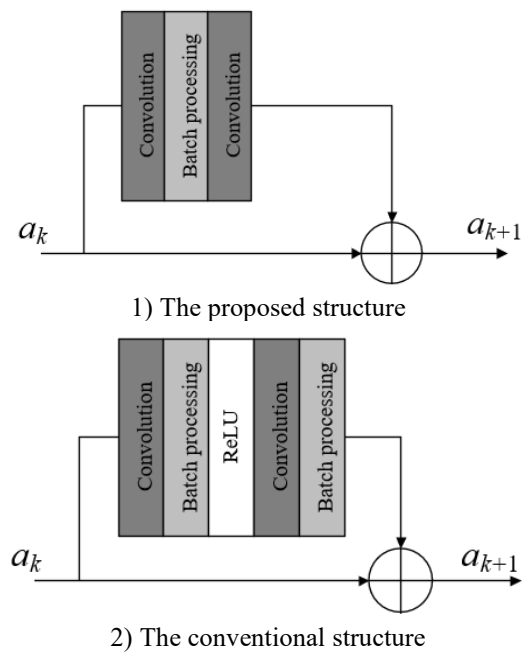 Convolution
Batch processing
Convolution
a_k
a_{k+1}
1) The proposed structure
Convolution
Batch processing
ReLU
Convolution
Batch processing
a_k
a_{k+1}
2) The conventional structure